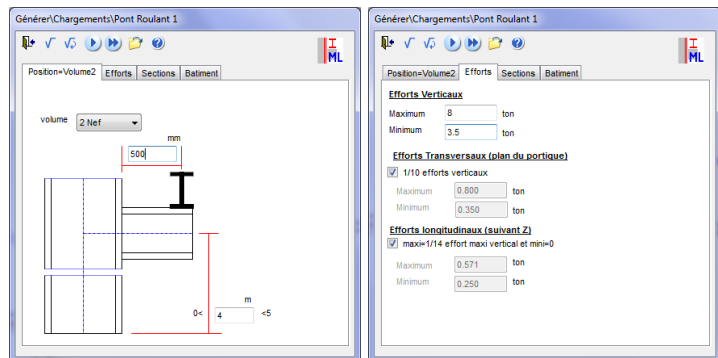 Générer\Chargements\Pont Roulant 1
ML
Position=Volume2 Efforts Sections Batiment
volume 2 Nef
mm
500
m
0< 4 <5
Générer\Chargements\Pont Roulant 1
ML
Position=Volume2 Efforts Sections Batiment
Efforts Verticaux
Maximum 8 ton
Minimum 3.5 ton
Efforts Transversaux (plan du portique)
1/10 efforts verticaux
Maximum 0.800 ton
Minimum 0.350 ton
Efforts longitudinaux (suivant Z)
maxi=1/14 effort maxi vertical et mini=0
Maximum 0.571 ton
Minimum 0.250 ton